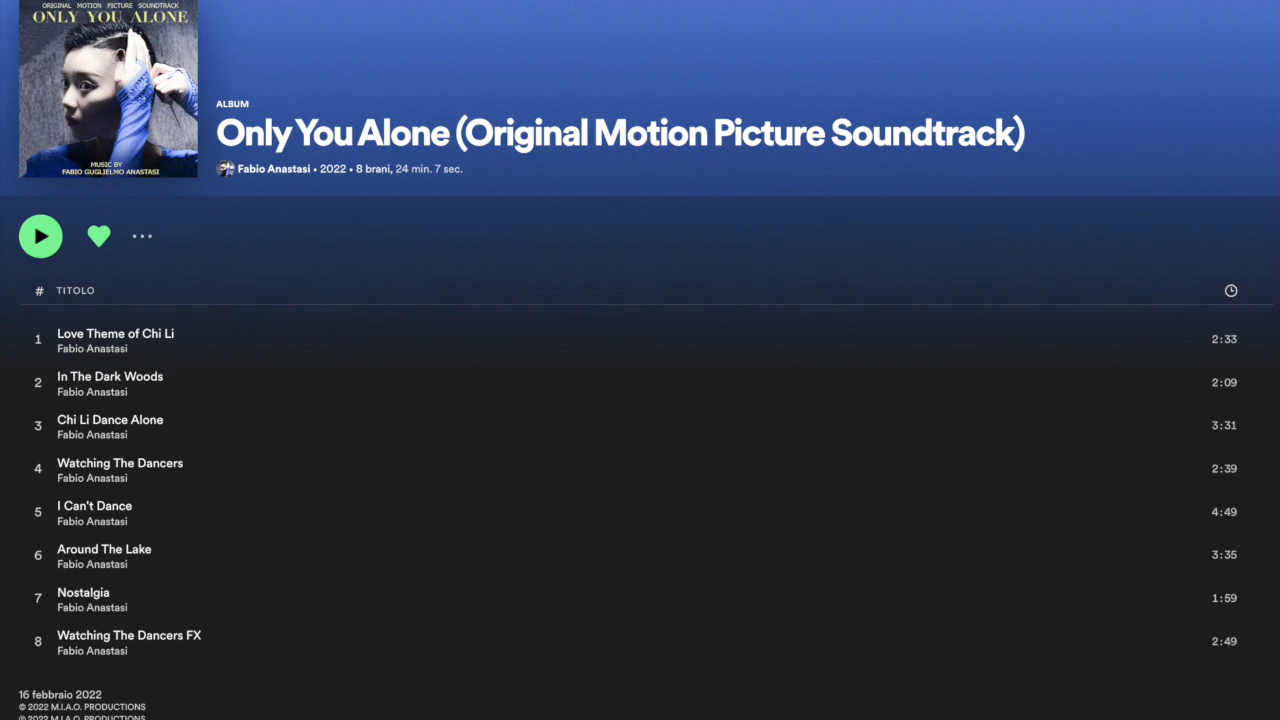 ORIGINAL MOTION PICTURE SOUNDTRACK
ONLY YOU ALONE
MUSIC BY
FABIO GUGLIELMO ANASTASI
ALBUM
Only You Alone (Original Motion Picture Soundtrack)
Fabio Anastasi • 2022 • 8 brani, 24 min. 7 sec.
# TITOLO
1 Love Theme of Chi Li 2:33
Fabio Anastasi
2 In The Dark Woods 2:09
Fabio Anastasi
3 Chi Li Dance Alone 3:31
Fabio Anastasi
4 Watching The Dancers 2:39
Fabio Anastasi
5 I Can't Dance 4:49
Fabio Anastasi
6 Around The Lake 3:35
Fabio Anastasi
7 Nostalgia 1:59
Fabio Anastasi
8 Watching The Dancers FX 2:49
Fabio Anastasi
16 febbraio 2022
© 2022 M.I.A.O. PRODUCTIONS
℗ 2022 M.I.A.O. PRODUCTIONS